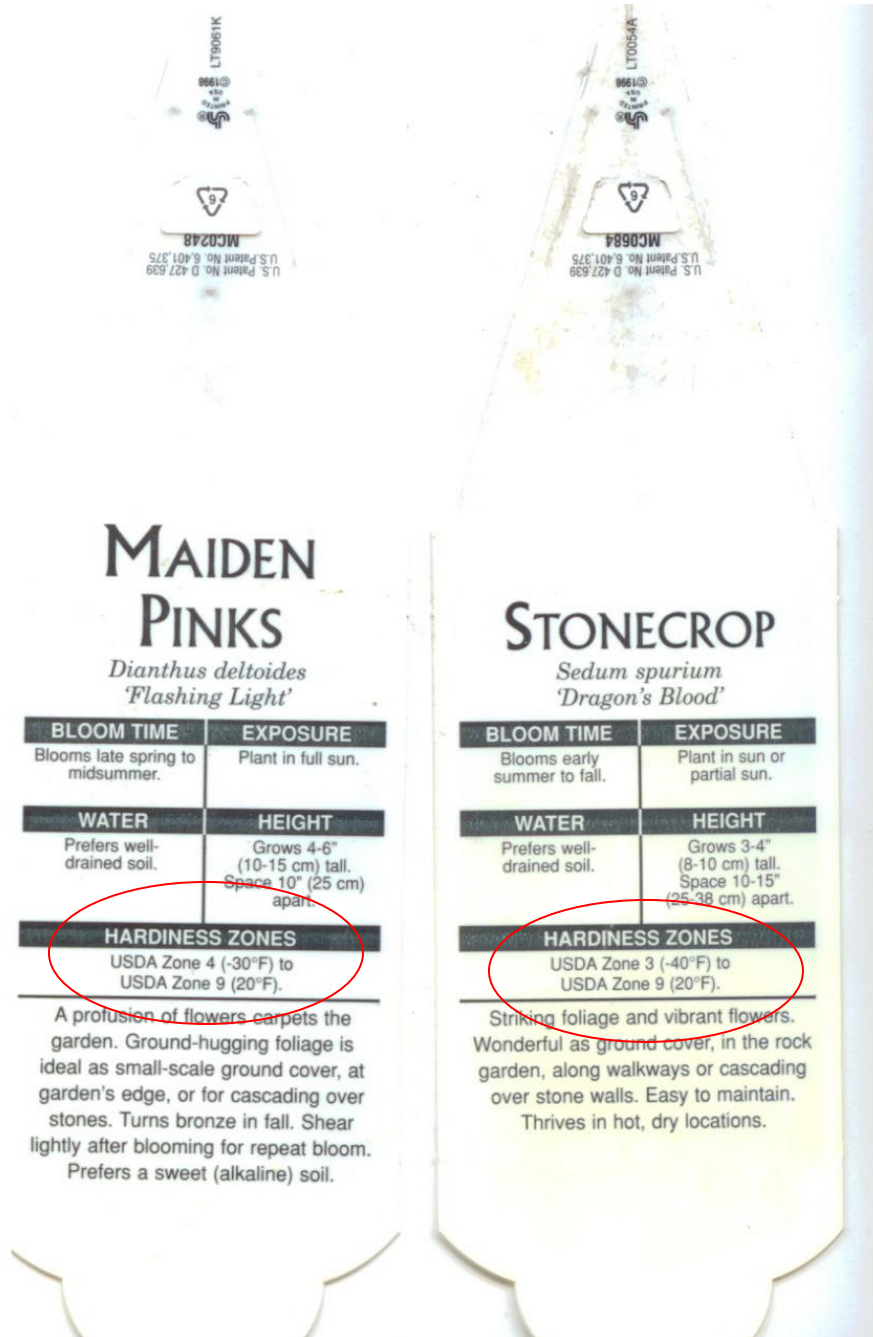 LT9061K
©1998
PRINTED
IN
USA
®
6
MC0248
U.S.Patent No. 6,401,375
U.S. Patent No. D 427,639
MAIDEN
PINKS
Dianthus deltoides
'Flashing Light'
BLOOM TIME
Blooms late spring to
midsummer.
EXPOSURE
Plant in full sun.
WATER
Prefers well-
drained soil.
HEIGHT
Grows 4-6"
(10-15 cm) tall.
Space 10" (25 cm)
apart.
HARDINESS ZONES
USDA Zone 4 (-30°F) to
USDA Zone 9 (20°F).
A profusion of flowers carpets the
garden. Ground-hugging foliage is
ideal as small-scale ground cover, at
garden's edge, or for cascading over
stones. Turns bronze in fall. Shear
lightly after blooming for repeat bloom.
Prefers a sweet (alkaline) soil.
LT0054A
©1998
PRINTED
IN
USA
®
6
MC0684
U.S.Patent No. 6,401,375
U.S. Patent No. D 427,639
STONECROP
Sedum spurium
'Dragon's Blood'
BLOOM TIME
Blooms early
summer to fall.
EXPOSURE
Plant in sun or
partial sun.
WATER
Prefers well-
drained soil.
HEIGHT
Grows 3-4"
(8-10 cm) tall.
Space 10-15"
(25-38 cm) apart.
HARDINESS ZONES
USDA Zone 3 (-40°F) to
USDA Zone 9 (20°F).
Striking foliage and vibrant flowers.
Wonderful as ground cover, in the rock
garden, along walkways or cascading
over stone walls. Easy to maintain.
Thrives in hot, dry locations.